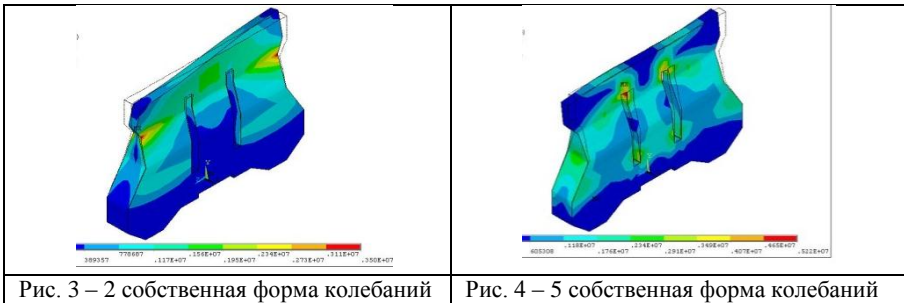 Y
.389357
778687
.117E+07
.156E+07
.195E+07
.234E+07
.273E+07
.311E+07
.350E+07
Y
605308
.118E+07
.176E+07
.234E+07
.291E+07
.349E+07
.407E+07
.465E+07
.522E+07
Рис. 3 – 2 собственная форма колебаний
Рис. 4 – 5 собственная форма колебаний